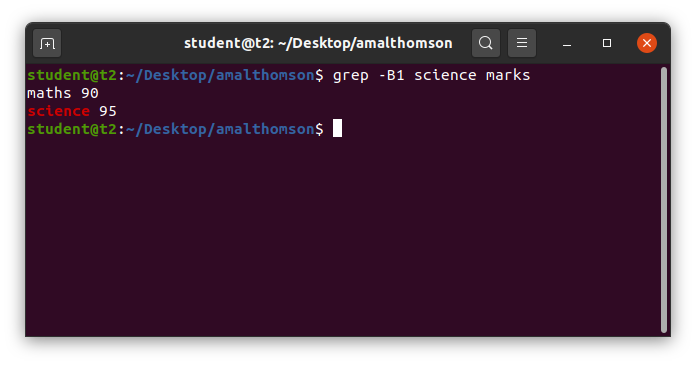 student@t2: ~/Desktop/amalthomson
student@t2:~/Desktop/amalthomson$ grep -B1 science marks
maths 90
science 95
student@t2:~/Desktop/amalthomson$